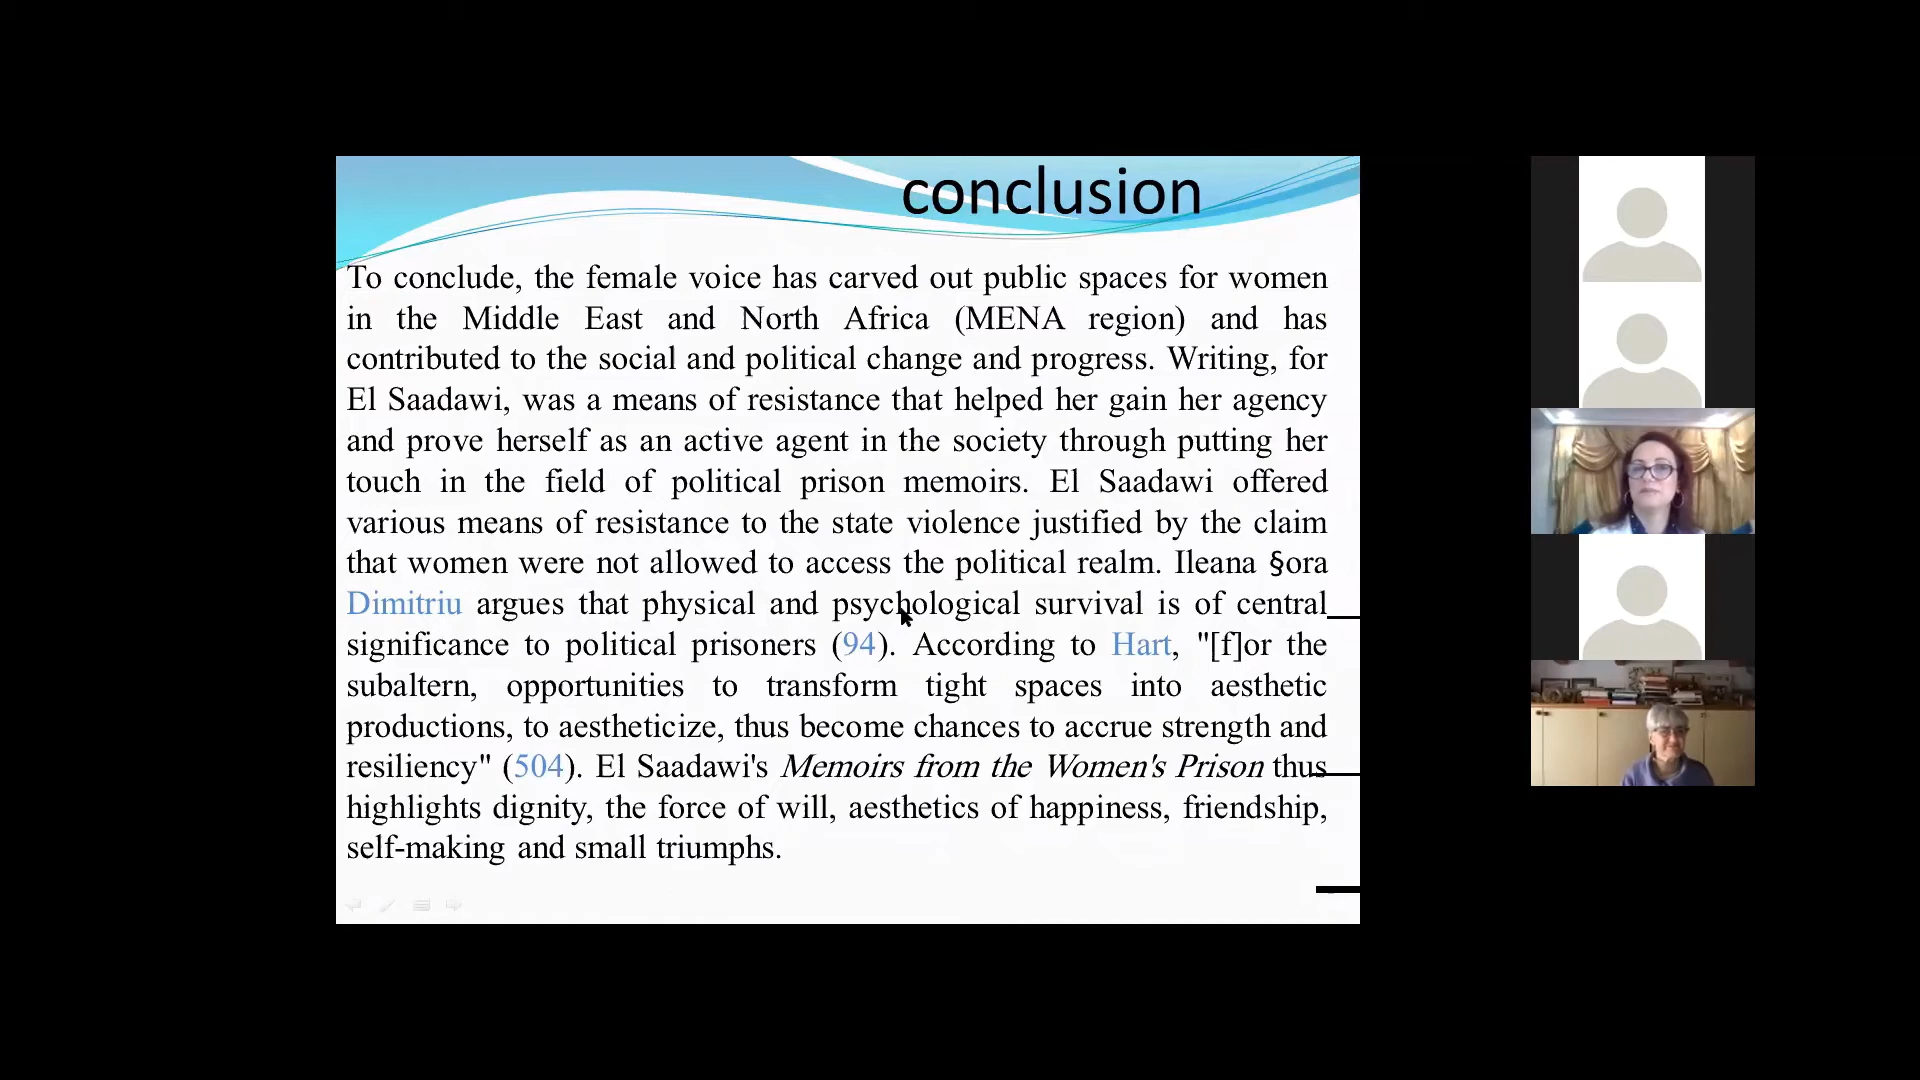 conclusion
To conclude, the female voice has carved out public spaces for women
in the Middle East and North Africa (MENA region) and has
contributed to the social and political change and progress. Writing, for
El Saadawi, was a means of resistance that helped her gain her agency
and prove herself as an active agent in the society through putting her
touch in the field of political prison memoirs. El Saadawi offered
various means of resistance to the state violence justified by the claim
that women were not allowed to access the political realm. Ileana §ora
Dimitriu argues that physical and psychological survival is of central
significance to political prisoners (94). According to Hart, "[f]or the
subaltern, opportunities to transform tight spaces into aesthetic
productions, to aestheticize, thus become chances to accrue strength and
resiliency" (504). El Saadawi's Memoirs from the Women's Prison thus
highlights dignity, the force of will, aesthetics of happiness, friendship,
self-making and small triumphs.